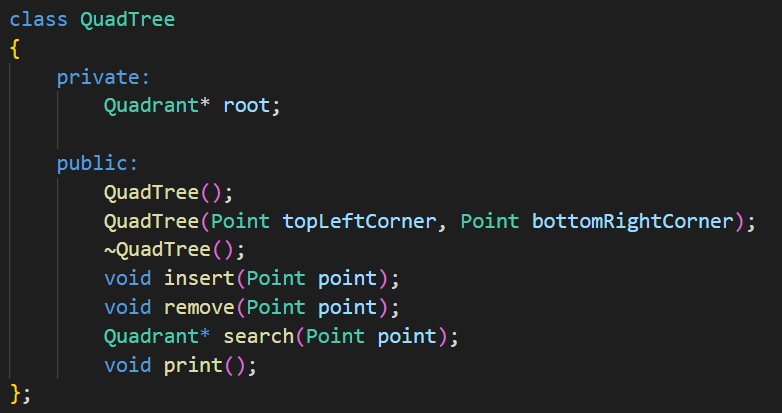 class QuadTree
{
    private:
        Quadrant* root;

    public:
        QuadTree();
        QuadTree(Point topLeftCorner, Point bottomRightCorner);
        ~QuadTree();
        void insert(Point point);
        void remove(Point point);
        Quadrant* search(Point point);
        void print();
};